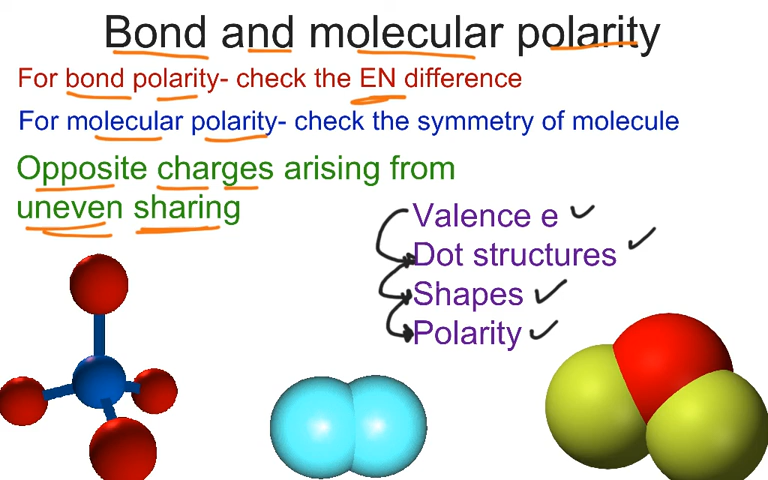 Bond and molecular polarity
For bond polarity- check the EN difference
For molecular polarity- check the symmetry of molecule
Opposite charges arising from
uneven sharing
Valence e
Dot structures
Shapes
Polarity